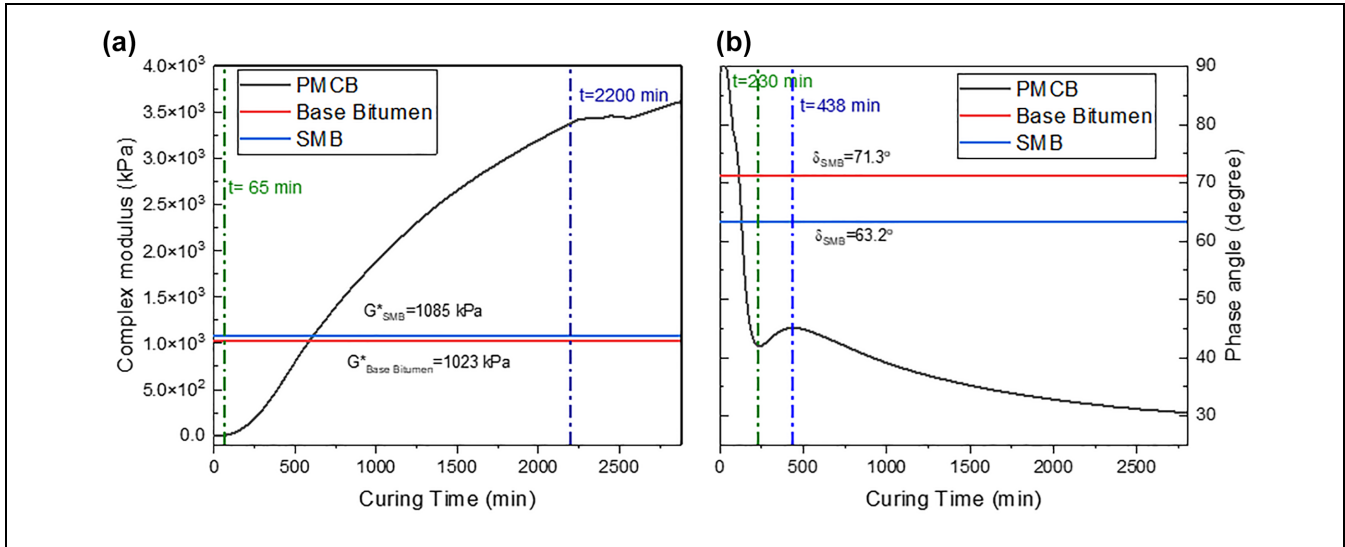 (a)
4.0×10³
3.5×10³
3.0×10³
2.5×10³
2.0×10³
1.5×10³
1.0×10³
5.0×10²
0.0
Complex modulus (kPa)
PMCB
Base Bitumen
SMB
t= 65 min
t=2200 min
G*SMB=1085 kPa
G*Base Bitumen=1023 kPa
0 500 1000 1500 2000 2500
Curing Time (min)
(b)
PMCB
Base Bitumen
SMB
t=230 min
t=438 min
δSMB=71.3°
δSMB=63.2°
90
80
70
60
50
40
30
Phase angle (degree)
0 500 1000 1500 2000 2500
Curing Time (min)